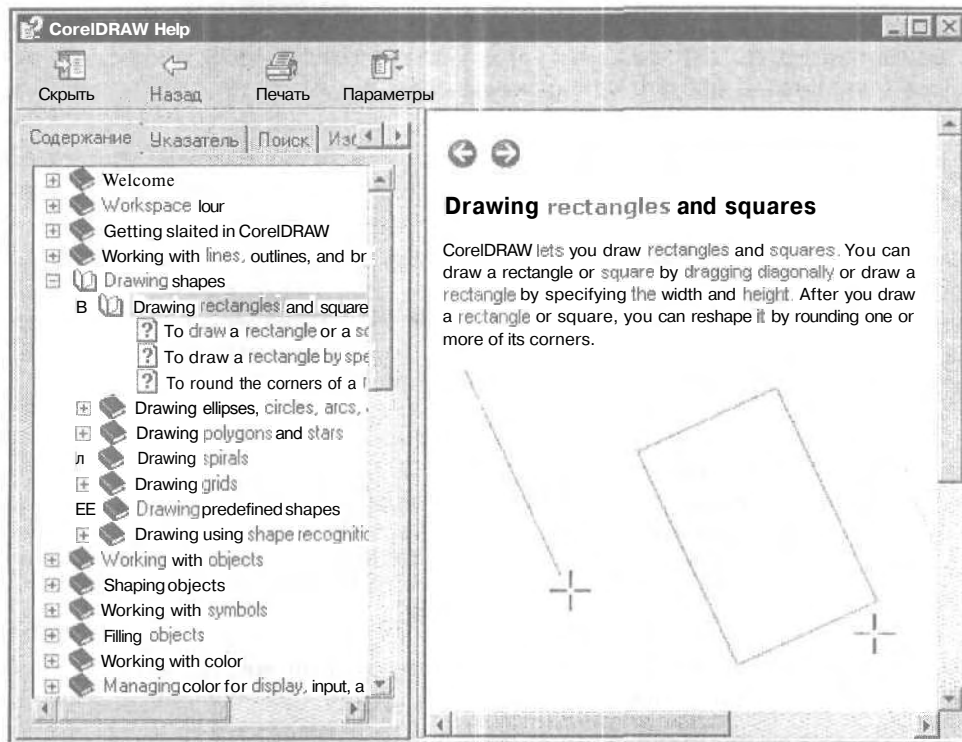 CorelDRAW Help
Скрыть Назад Печать Параметры
Содержание Указатель Поиск Изб
Welcome
Workspace lour
Getting slaited in CorelDRAW
Working with lines, outlines, and br
Drawing shapes
В Drawing rectangles and square
To draw a rectangle or a sq
To draw a rectangle by spe
To round the corners of a r
Drawing ellipses, circles, arcs,
Drawing polygons and stars
л Drawing spirals
Drawing grids
EE Drawing predefined shapes
Drawing using shape recognitic
Working with objects
Shaping objects
Working with symbols
Filling objects
Working with color
Managing color for display, input, a
Drawing rectangles and squares
CorelDRAW lets you draw rectangles and squares. You can
draw a rectangle or square by dragging diagonally or draw a
rectangle by specifying the width and height. After you draw
a rectangle or square, you can reshape it by rounding one or
more of its corners.